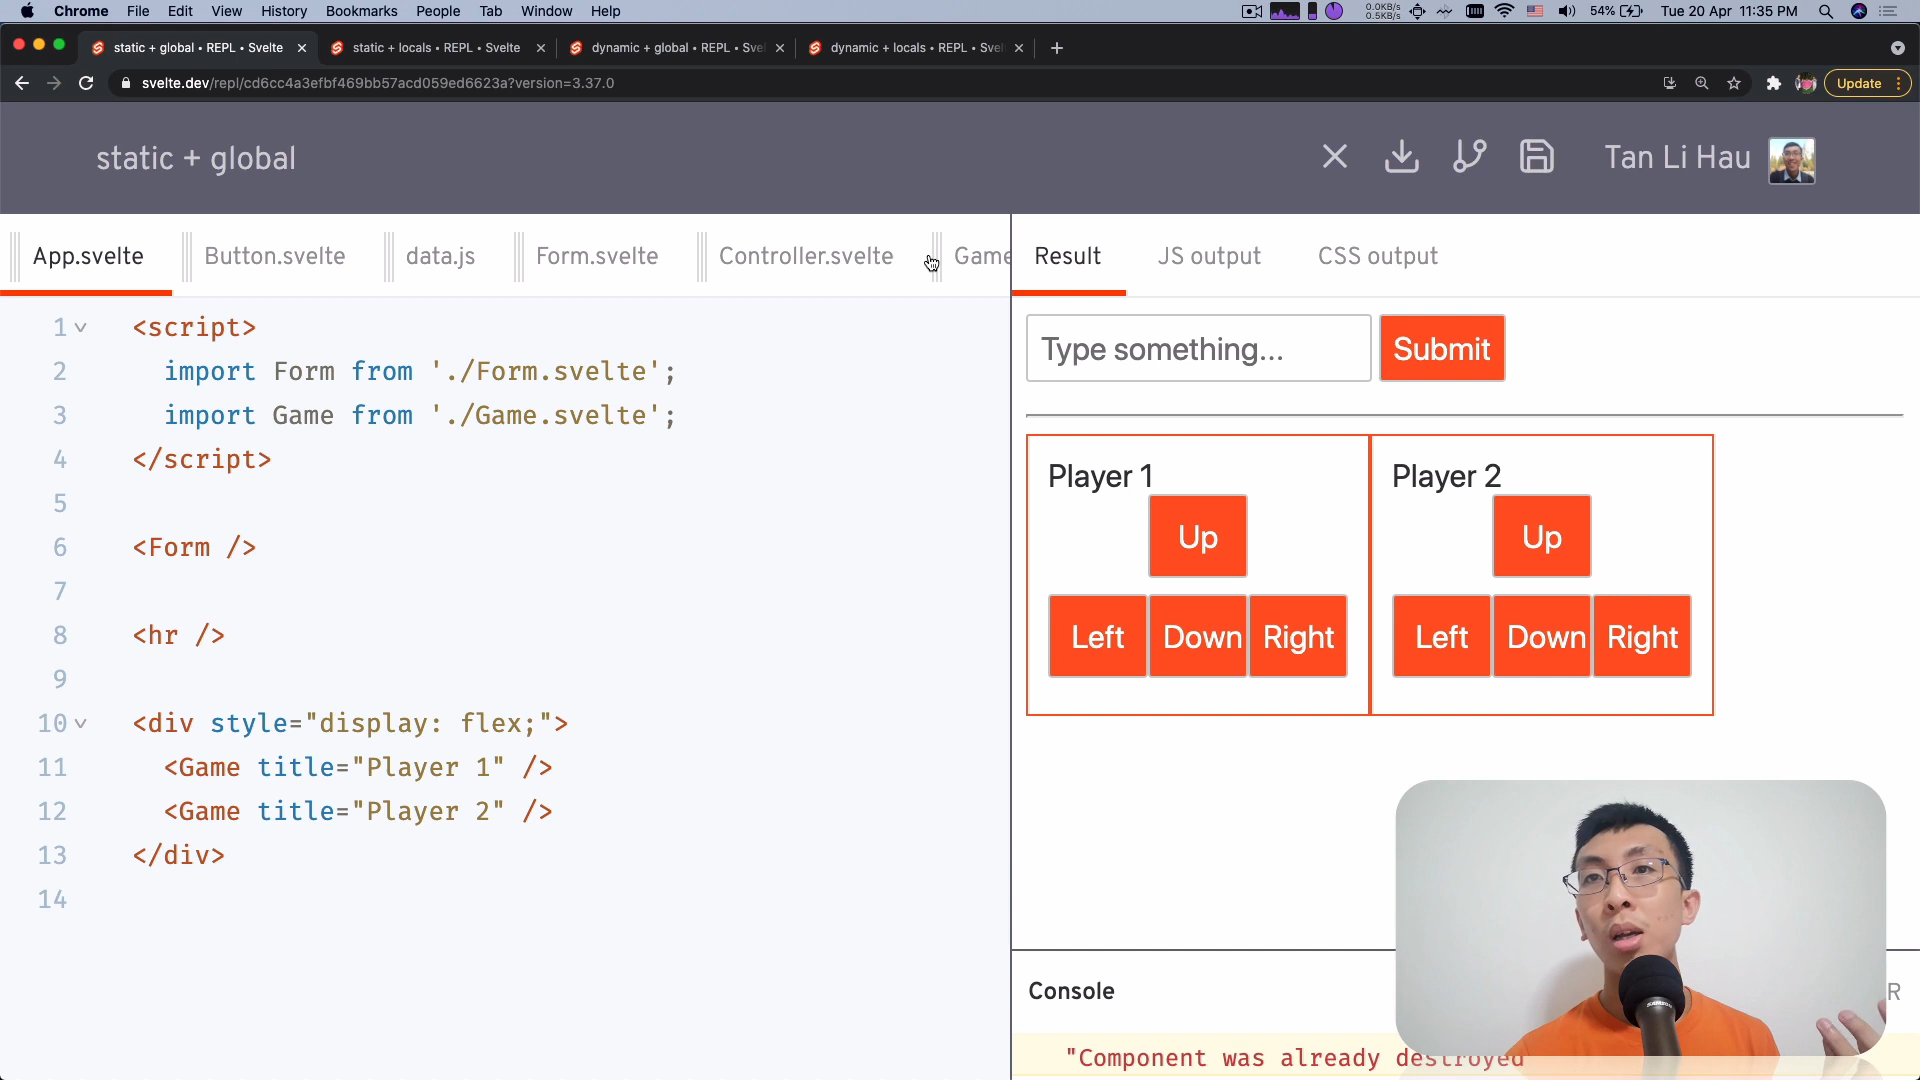 Chrome File Edit View History Bookmarks People Tab Window Help
0.0KB/s
0.5KB/s
54%
Tue 20 Apr 11:35 PM
static + global • REPL • Svelte
static + locals • REPL • Svelte
dynamic + global • REPL • Sve
dynamic + locals • REPL • Sve
svelte.dev/repl/cd6cc4a3efbf469bb57acd059ed6623a?version=3.37.0
Update
static + global
Tan Li Hau
App.svelte
Button.svelte
data.js
Form.svelte
Controller.svelte
Game
Result
JS output
CSS output
1 <script>
2 import Form from './Form.svelte';
3 import Game from './Game.svelte';
4 </script>
5
6 <Form />
7
8 <hr />
9
10 <div style="display: flex;">
11 <Game title="Player 1" />
12 <Game title="Player 2" />
13 </div>
14
Type something...
Submit
Player 1
Up
Left Down Right
Player 2
Up
Left Down Right
Console
R
"Component was already destroyed"
SAMSON